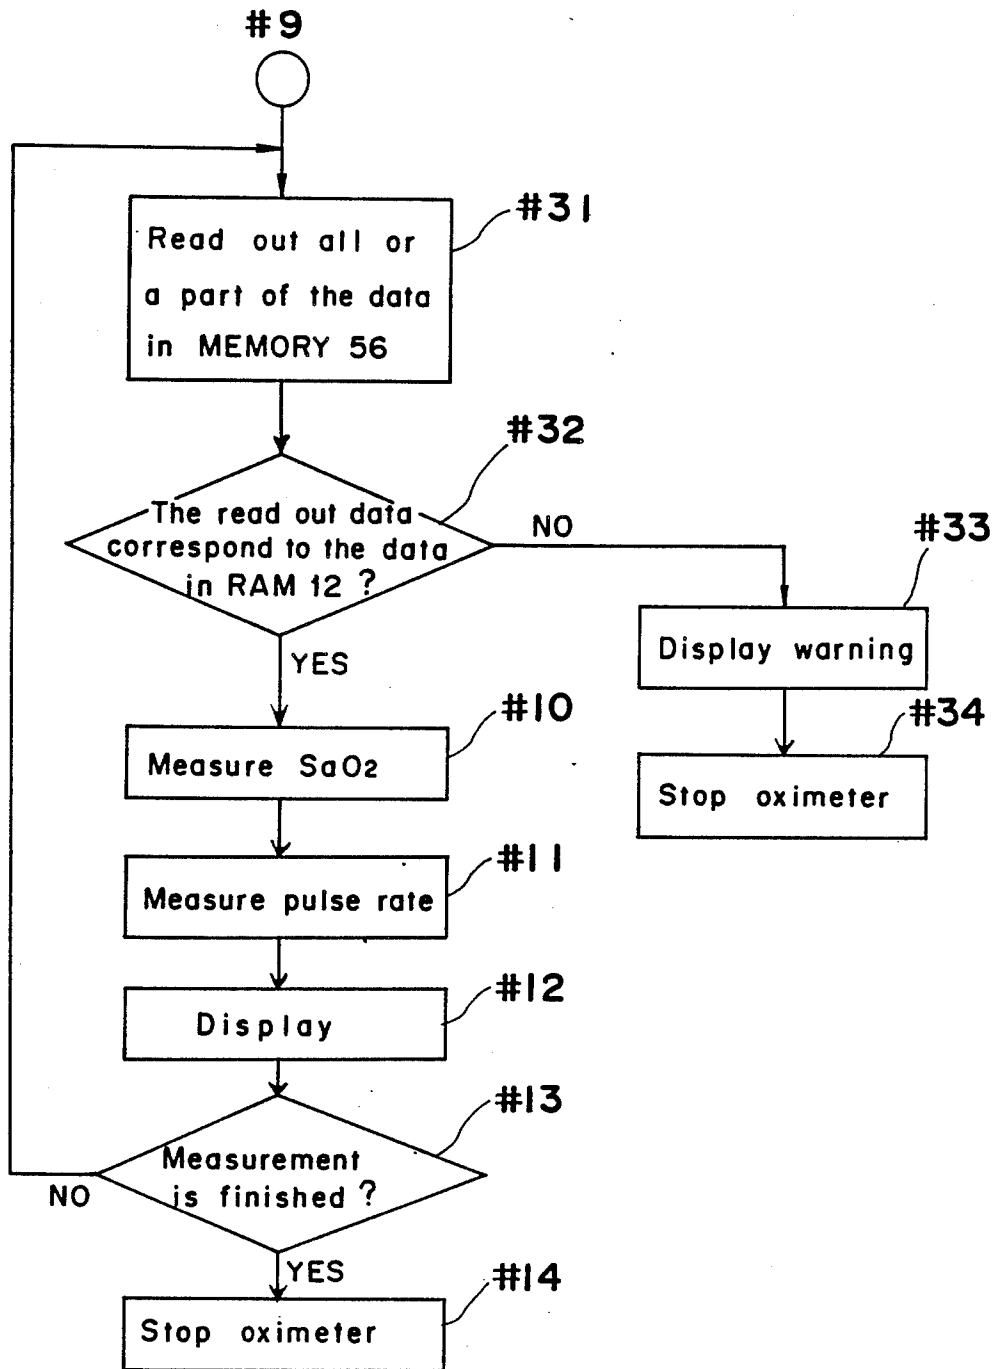 #9
#31
Read out all or
a part of the data
in MEMORY 56
#32
The read out data
correspond to the data
in RAM 12 ?
NO
#33
Display warning
YES
#34
Stop oximeter
#10
Measure SaO2
#11
Measure pulse rate
#12
Display
#13
Measurement
is finished ?
NO
YES
#14
Stop oximeter